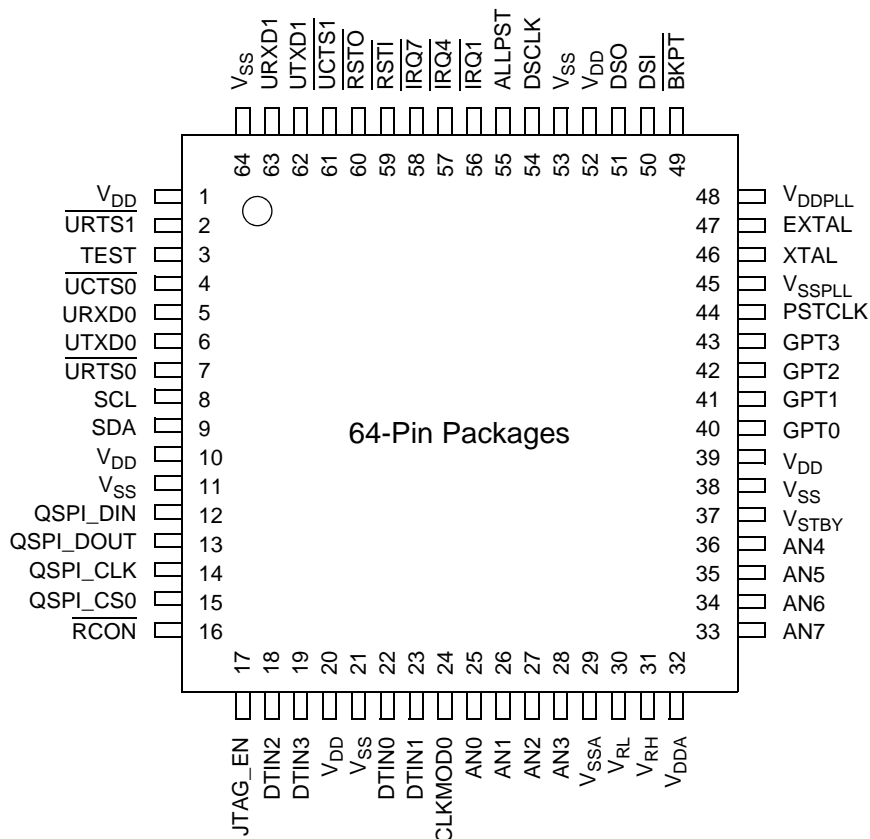 VSS
URXD1
UTXD1
UCTS1
RSTO
RSTI
IRQ7
IRQ4
IRQ1
ALLPST
DSCLK
VSS
VDD
DSO
DSI
BKPT
64
63
62
61
60
59
58
57
56
55
54
53
52
51
50
49
VDD 1
URTS1 2
TEST 3
UCTS0 4
URXD0 5
UTXD0 6
URTS0 7
SCL 8
SDA 9
VDD 10
VSS 11
QSPI_DIN 12
QSPI_DOUT 13
QSPI_CLK 14
QSPI_CS0 15
RCON 16
64-Pin Packages
48 VDDPLL
47 EXTAL
46 XTAL
45 VSSPLL
44 PSTCLK
43 GPT3
42 GPT2
41 GPT1
40 GPT0
39 VDD
38 VSS
37 VSTBY
36 AN4
35 AN5
34 AN6
33 AN7
17
18
19
20
21
22
23
24
25
26
27
28
29
30
31
32
JTAG_EN
DTIN2
DTIN3
VDD
VSS
DTIN0
DTIN1
CLKMOD0
AN0
AN1
AN2
AN3
VSSA
VRL
VRH
VDDA